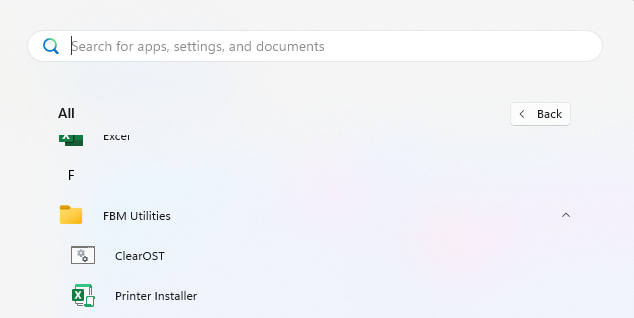 Search for apps, settings, and documents
All
Back
Excel
F
FBM Utilities
ClearOST
Printer Installer